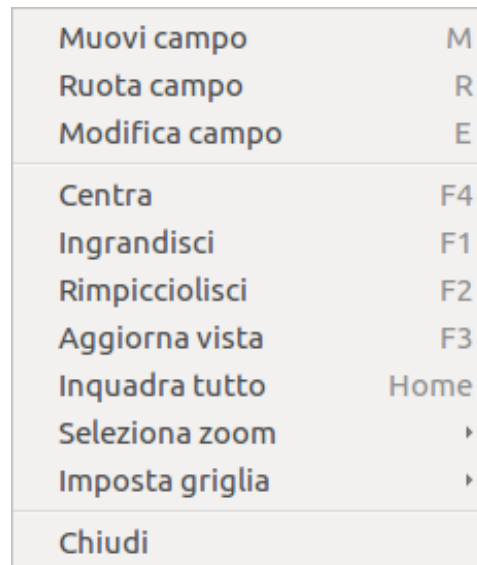 Muovi campo M
Ruota campo R
Modifica campo E
Centra F4
Ingrandisci F1
Rimpicciolisci F2
Aggiorna vista F3
Inquadra tutto Home
Seleziona zoom
Imposta griglia
Chiudi